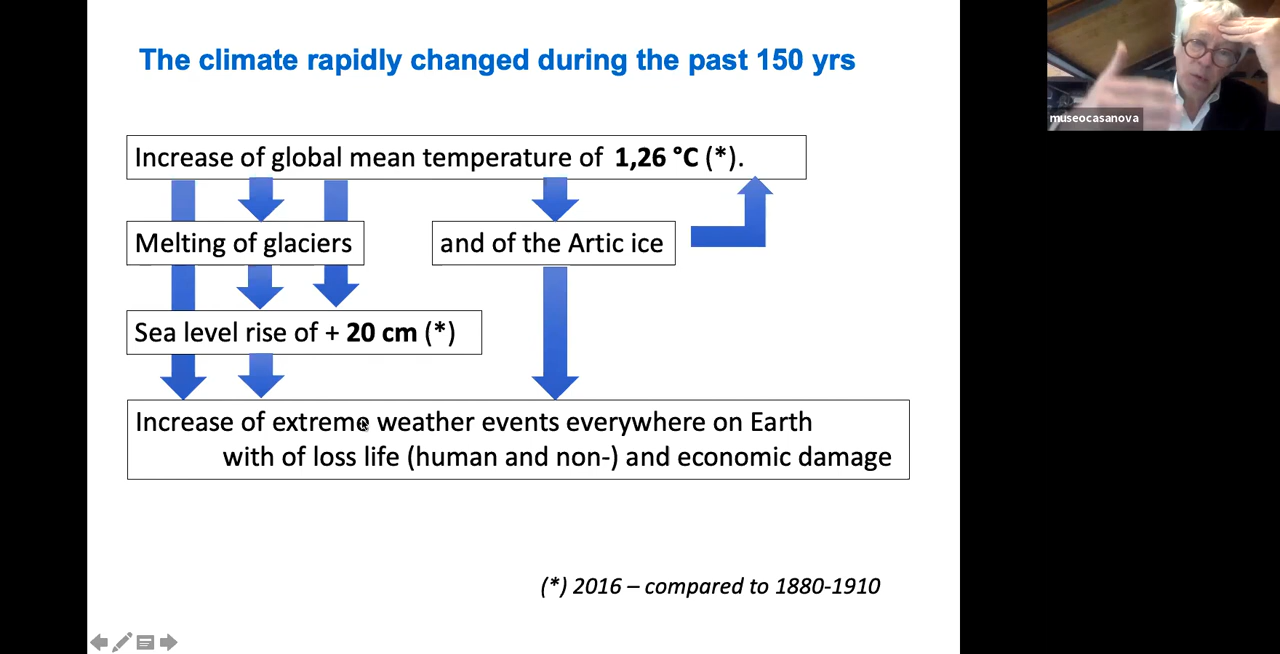 The climate rapidly changed during the past 150 yrs
museocasanova
Increase of global mean temperature of 1,26 °C (*).
Melting of glaciers
and of the Artic ice
Sea level rise of + 20 cm (*)
Increase of extreme weather events everywhere on Earth
with of loss life (human and non-) and economic damage
(*) 2016 – compared to 1880-1910